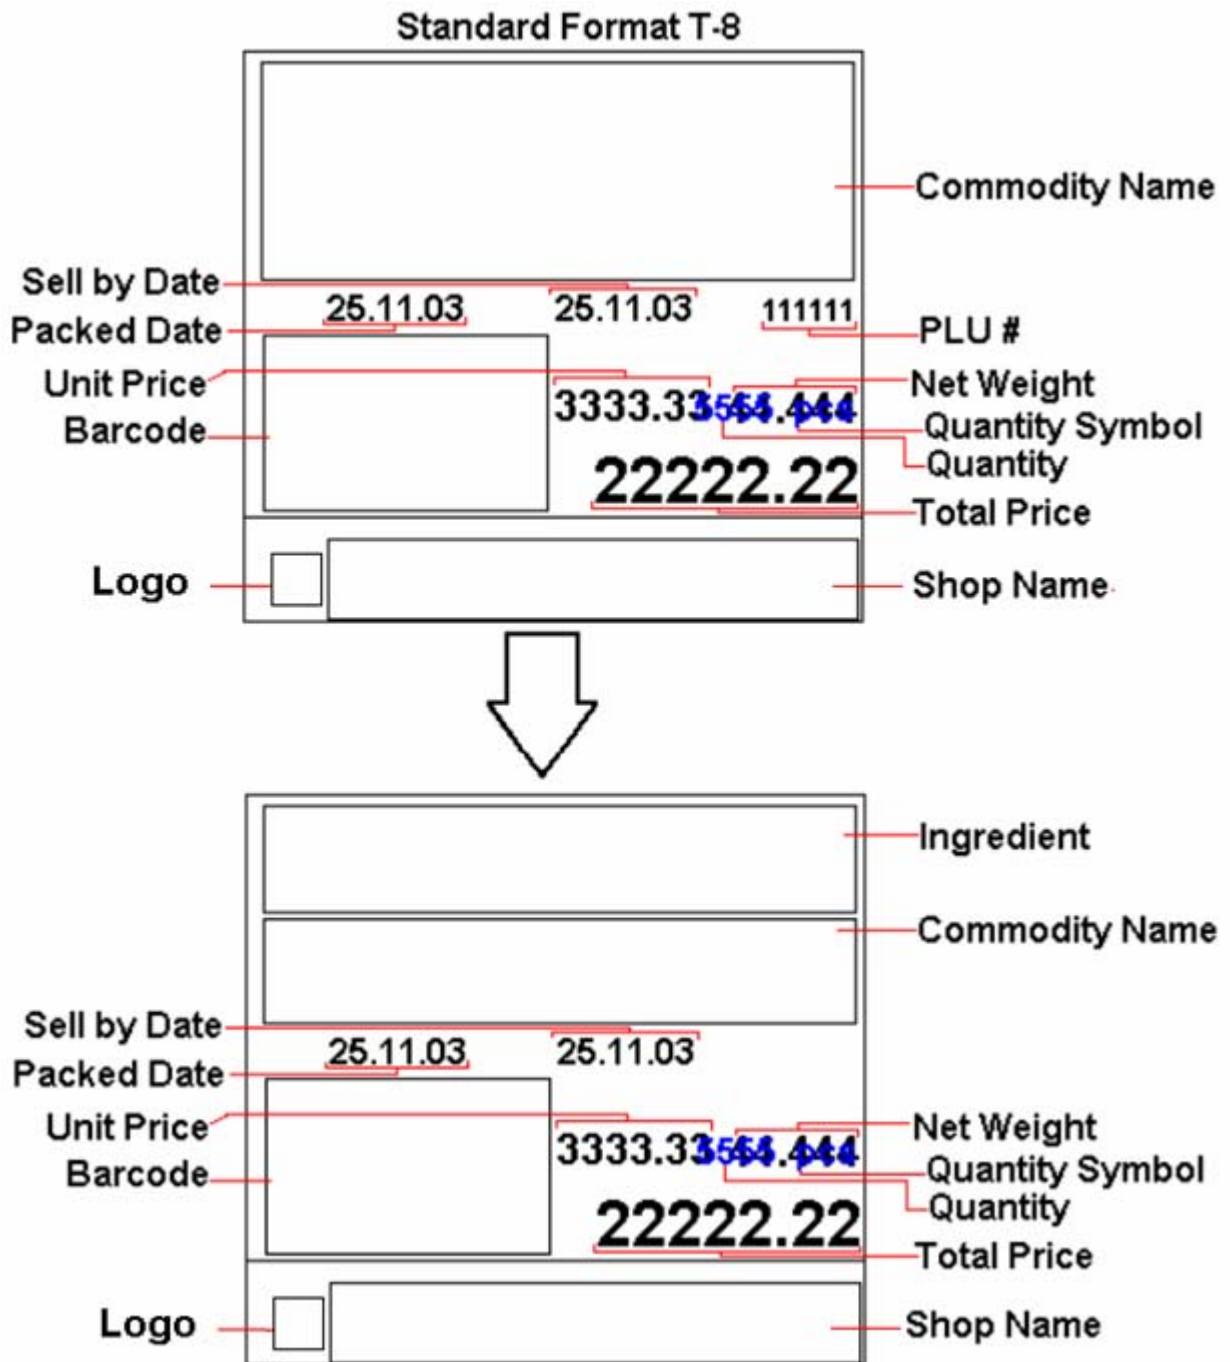 Standard Format T-8
Commodity Name
Sell by Date
25.11.03 25.11.03 111111
Packed Date
PLU #
Unit Price
Net Weight
3333.33
Barcode
Quantity Symbol
Quantity
22222.22
Total Price
Logo
Shop Name
Ingredient
Commodity Name
Sell by Date
25.11.03 25.11.03
Packed Date
Unit Price
Net Weight
3333.33
Barcode
Quantity Symbol
Quantity
22222.22
Total Price
Logo
Shop Name